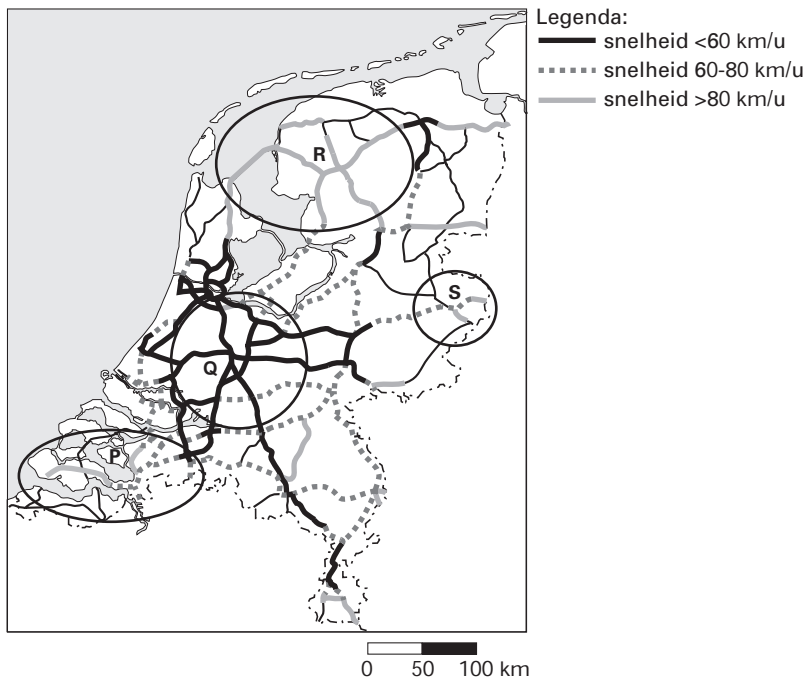 Legenda:
snelheid <60 km/u
snelheid 60-80 km/u
snelheid >80 km/u
R
S
Q
P
0 50 100 km